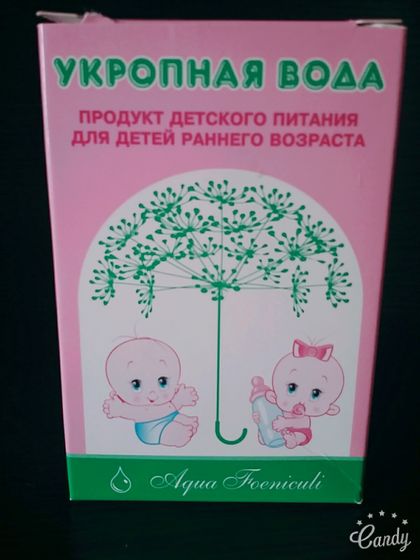 УКРОПНАЯ ВОДА
ПРОДУКТ ДЕТСКОГО ПИТАНИЯ
ДЛЯ ДЕТЕЙ РАННЕГО ВОЗРАСТА
Aqua Foeniculi
Candy